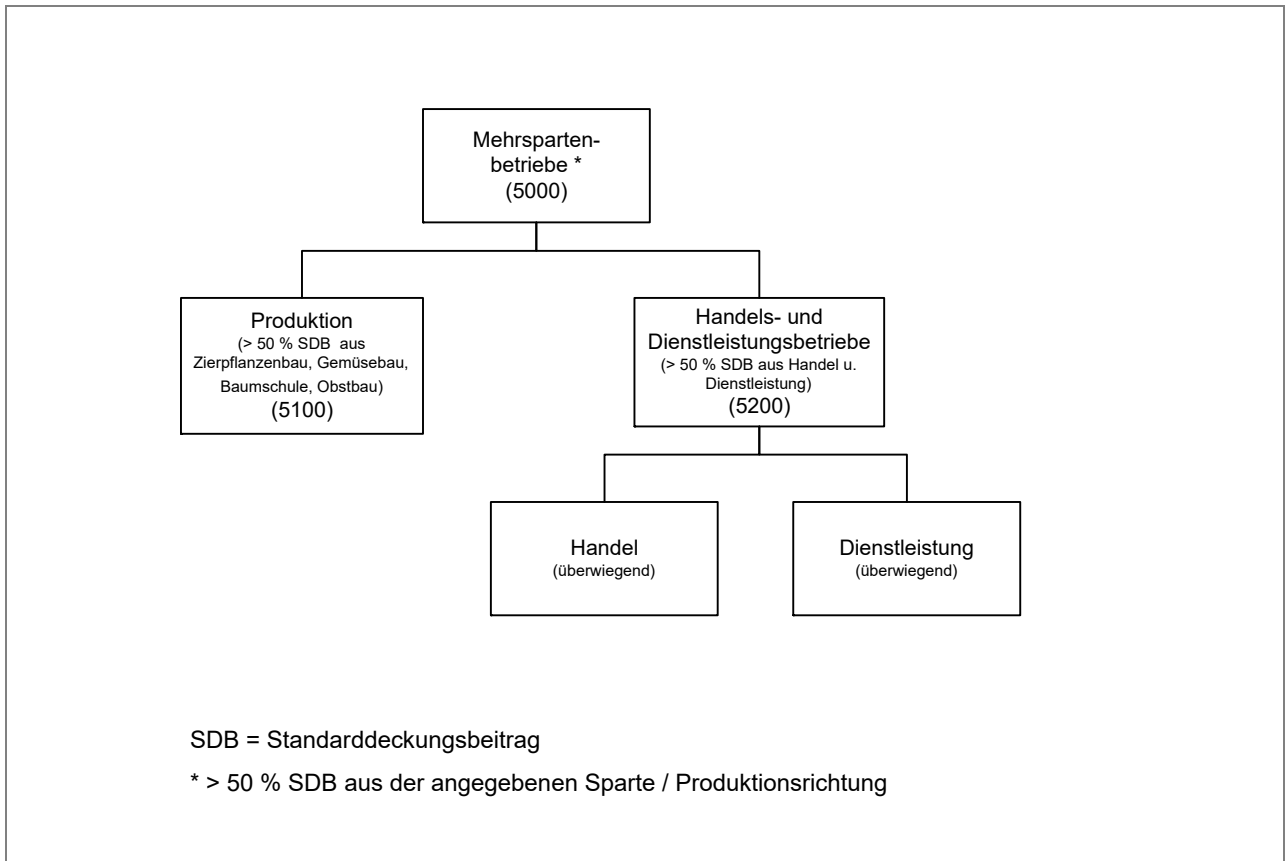 Mehrsparten-
betriebe *
(5000)
Produktion
(> 50 % SDB aus
Zierpflanzenbau, Gemüsebau,
Baumschule, Obstbau)
(5100)
Handels- und
Dienstleistungsbetriebe
(> 50 % SDB aus Handel u.
Dienstleistung)
(5200)
Handel
(überwiegend)
Dienstleistung
(überwiegend)
SDB = Standarddeckungsbeitrag
* > 50 % SDB aus der angegebenen Sparte / Produktionsrichtung